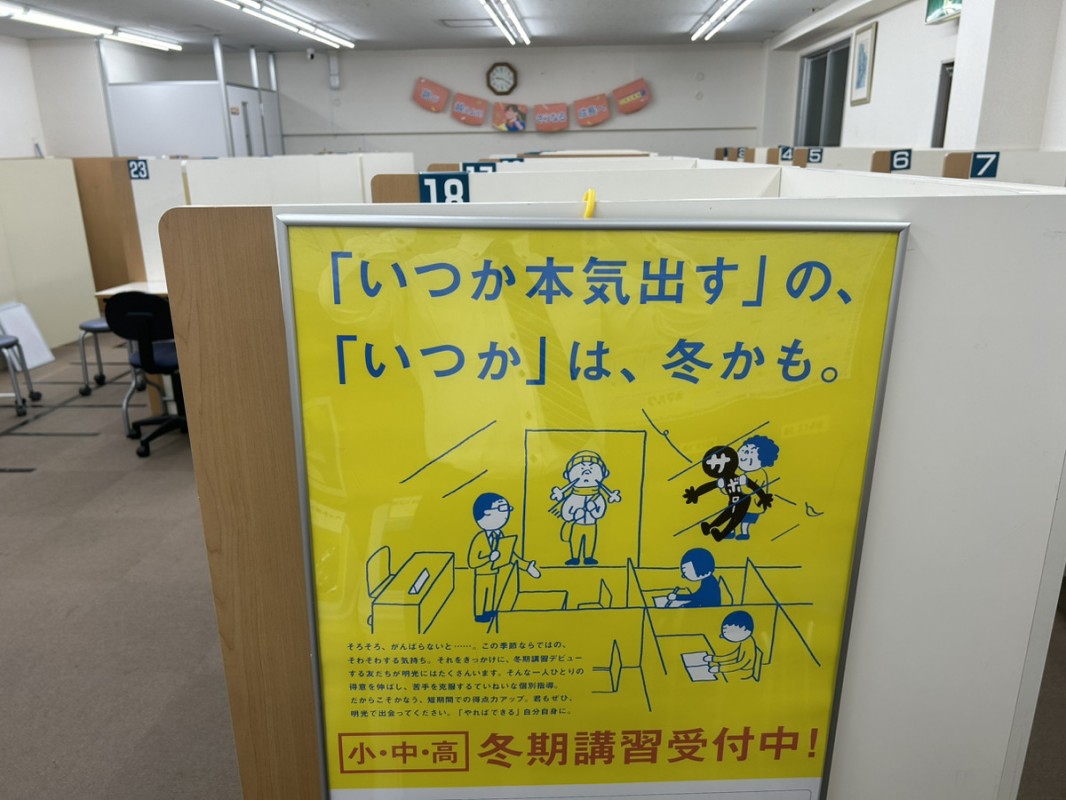 23
18
17
4
5
6
7
「いつか本気出す」の、
「いつか」は、冬かも。
サボロー
そろそろ、がんばらないと……。この季節ならではの、
そわそわする気持ち。それをきっかけに、冬期講習デビュー
する友だちが明光にはたくさんいます。そんな一人ひとりの
得意を伸ばし、苦手を克服するていねいな個別指導。
だからこそかなう、短期間での得点力アップ。君もぜひ、
明光で出会ってください。「やればできる」自分自身に。
小・中・高 冬期講習受付中!